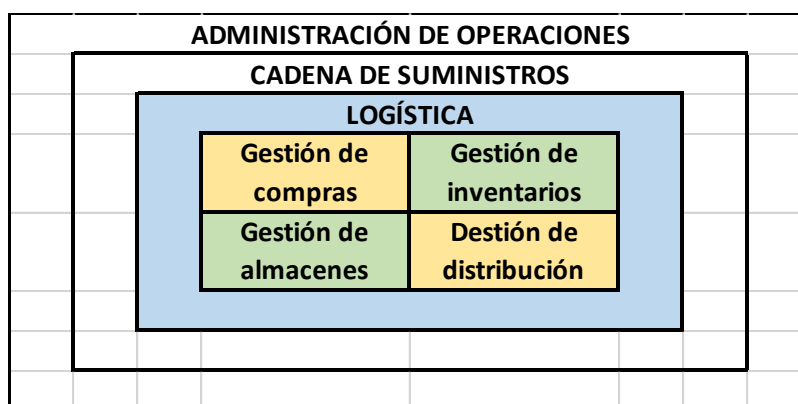 ADMINISTRACIÓN DE OPERACIONES
CADENA DE SUMINISTROS
LOGÍSTICA
Gestión de
compras
Gestión de
inventarios
Gestión de
almacenes
Destión de
distribución